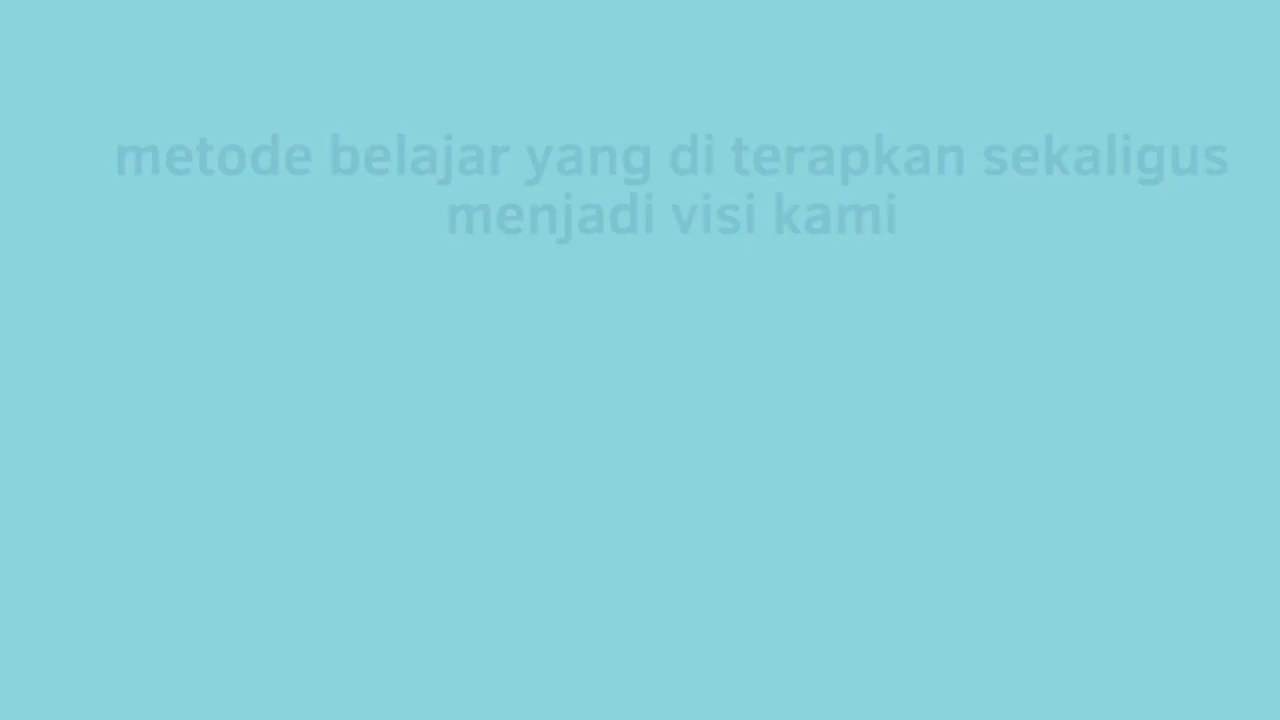 metode belajar yang di terapkan sekaligus
menjadi visi kami